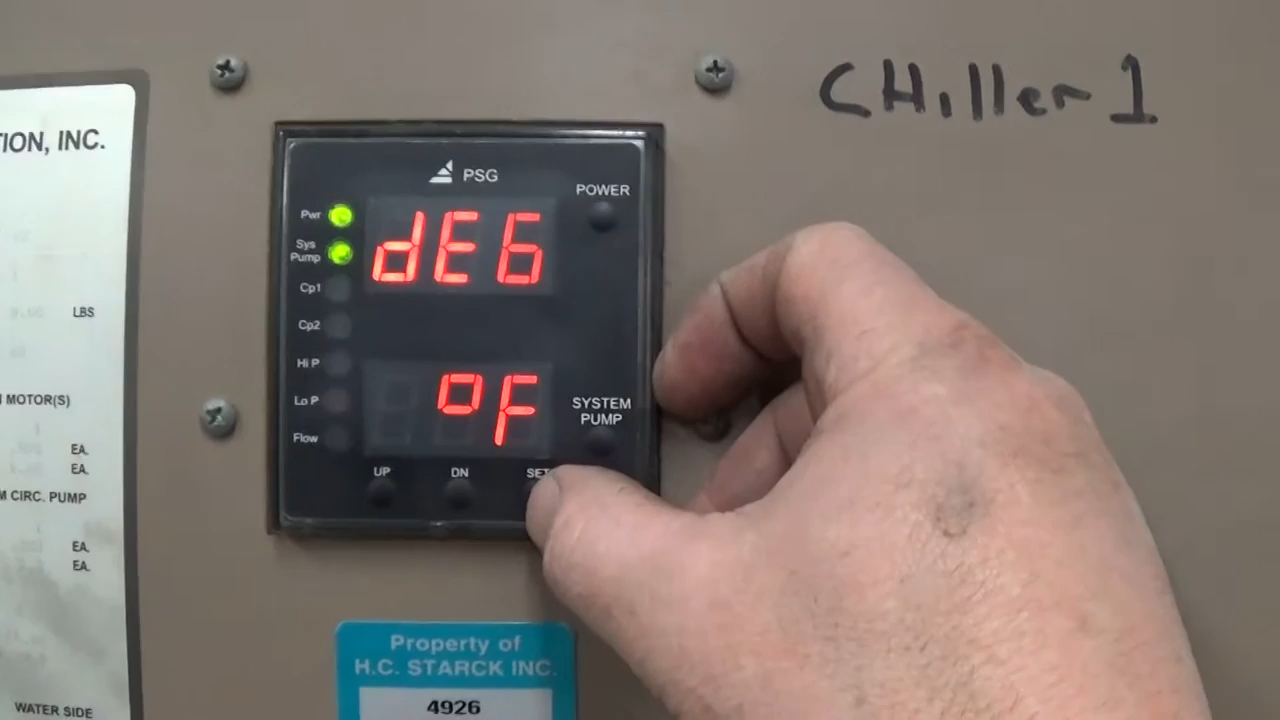 TION, INC.
LBS
MOTOR(S)
EA.
EA.
M CIRC. PUMP
EA.
EA.
WATER SIDE
CHiller 1
PSG
POWER
Pwr
Sys
Pump
Cp1
Cp2
Hi P
Lo P
Flow
dE6
°F
SYSTEM
PUMP
UP DN SET
Property of
H.C. STARCK INC.
4926